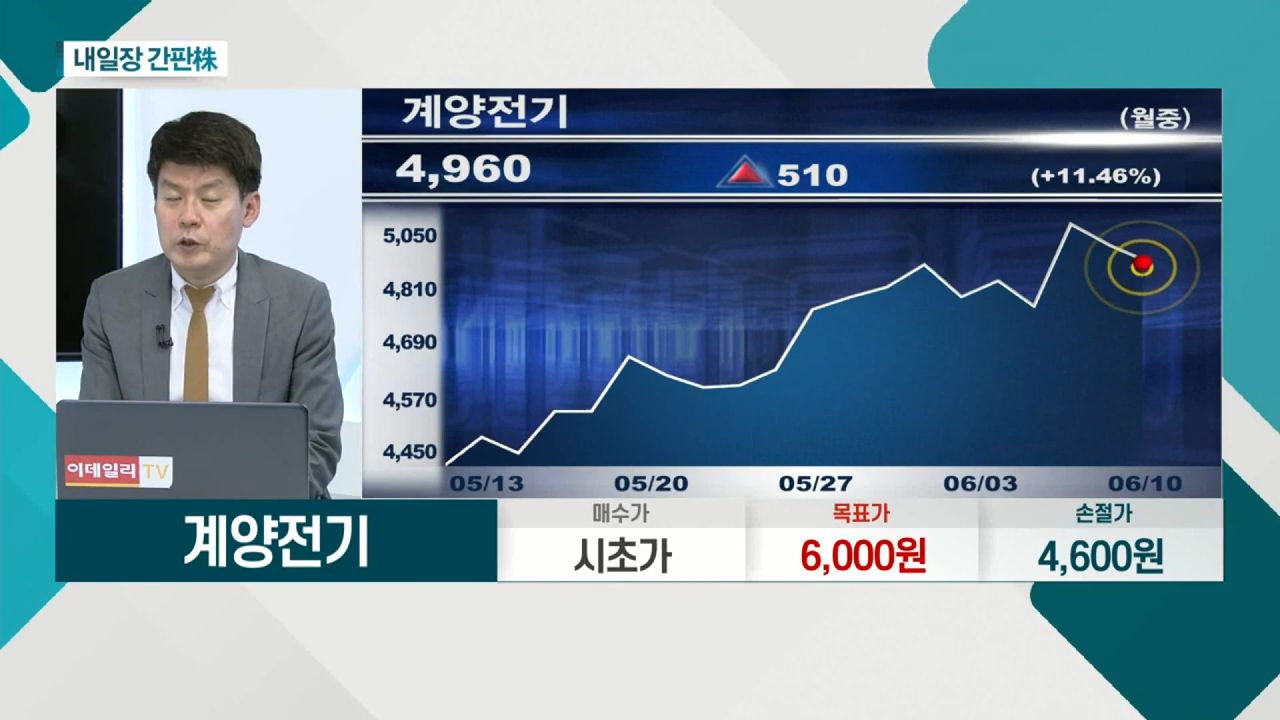 내일장 간판株
계양전기
(월중)
4,960 510 (+11.46%)
5,050
4,810
4,690
4,570
4,450
05/13 05/20 05/27 06/03 06/10
이데일리TV
계양전기
매수가 목표가 손절가
시초가 6,000원 4,600원